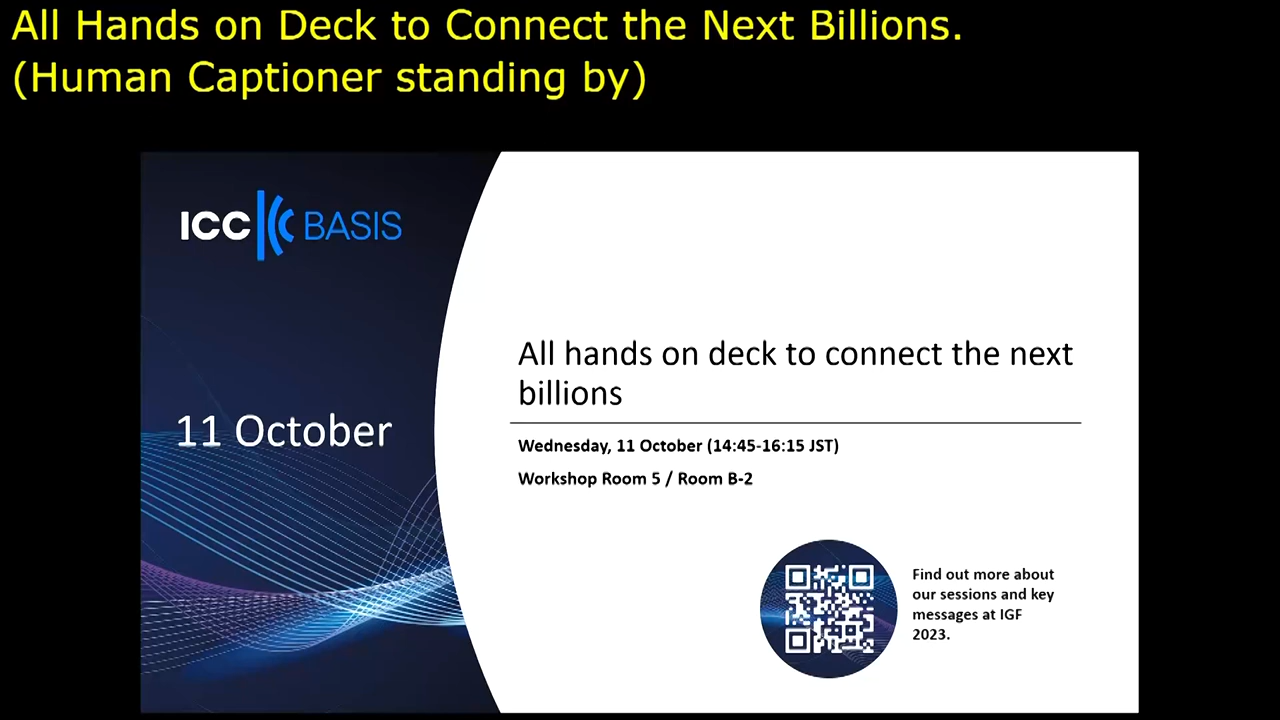 All Hands on Deck to Connect the Next Billions.
(Human Captioner standing by)
ICC BASIS
11 October
All hands on deck to connect the next
billions
Wednesday, 11 October (14:45-16:15 JST)
Workshop Room 5 / Room B-2
Find out more about
our sessions and key
messages at IGF
2023.